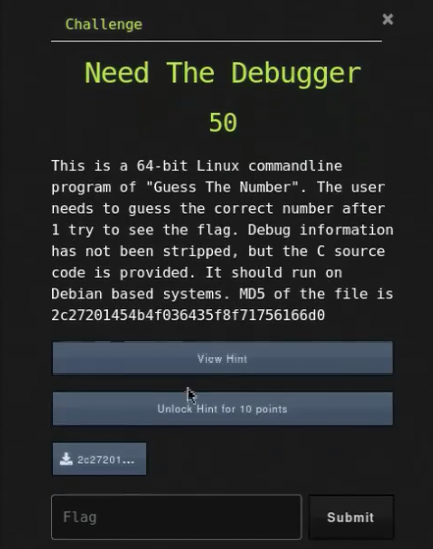 Challenge
×
Need The Debugger
50
This is a 64-bit Linux commandline
program of "Guess The Number". The user
needs to guess the correct number after
1 try to see the flag. Debug information
has not been stripped, but the C source
code is provided. It should run on
Debian based systems. MD5 of the file is
2c27201454b4f036435f8f71756166d0
View Hint
Unlock Hint for 10 points
2c27201...
Flag
Submit